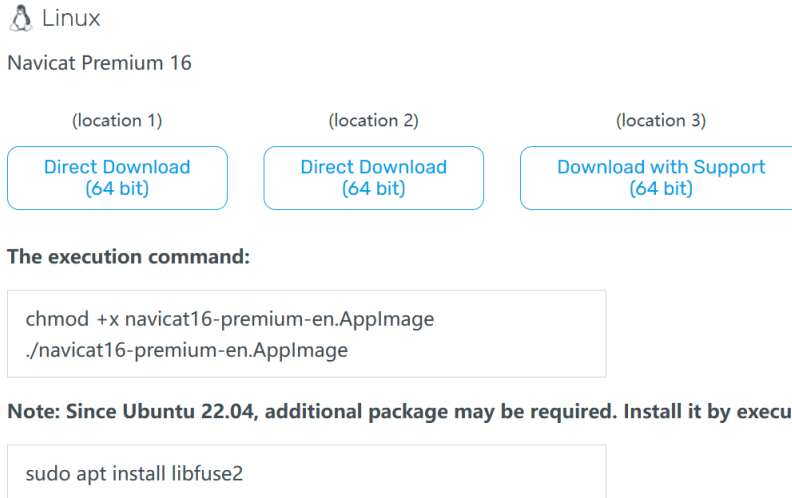 Linux
Navicat Premium 16
(location 1) (location 2) (location 3)
Direct Download Direct Download Download with Support
(64 bit) (64 bit) (64 bit)
The execution command:
chmod +x navicat16-premium-en.AppImage
./navicat16-premium-en.AppImage
Note: Since Ubuntu 22.04, additional package may be required. Install it by execu
sudo apt install libfuse2